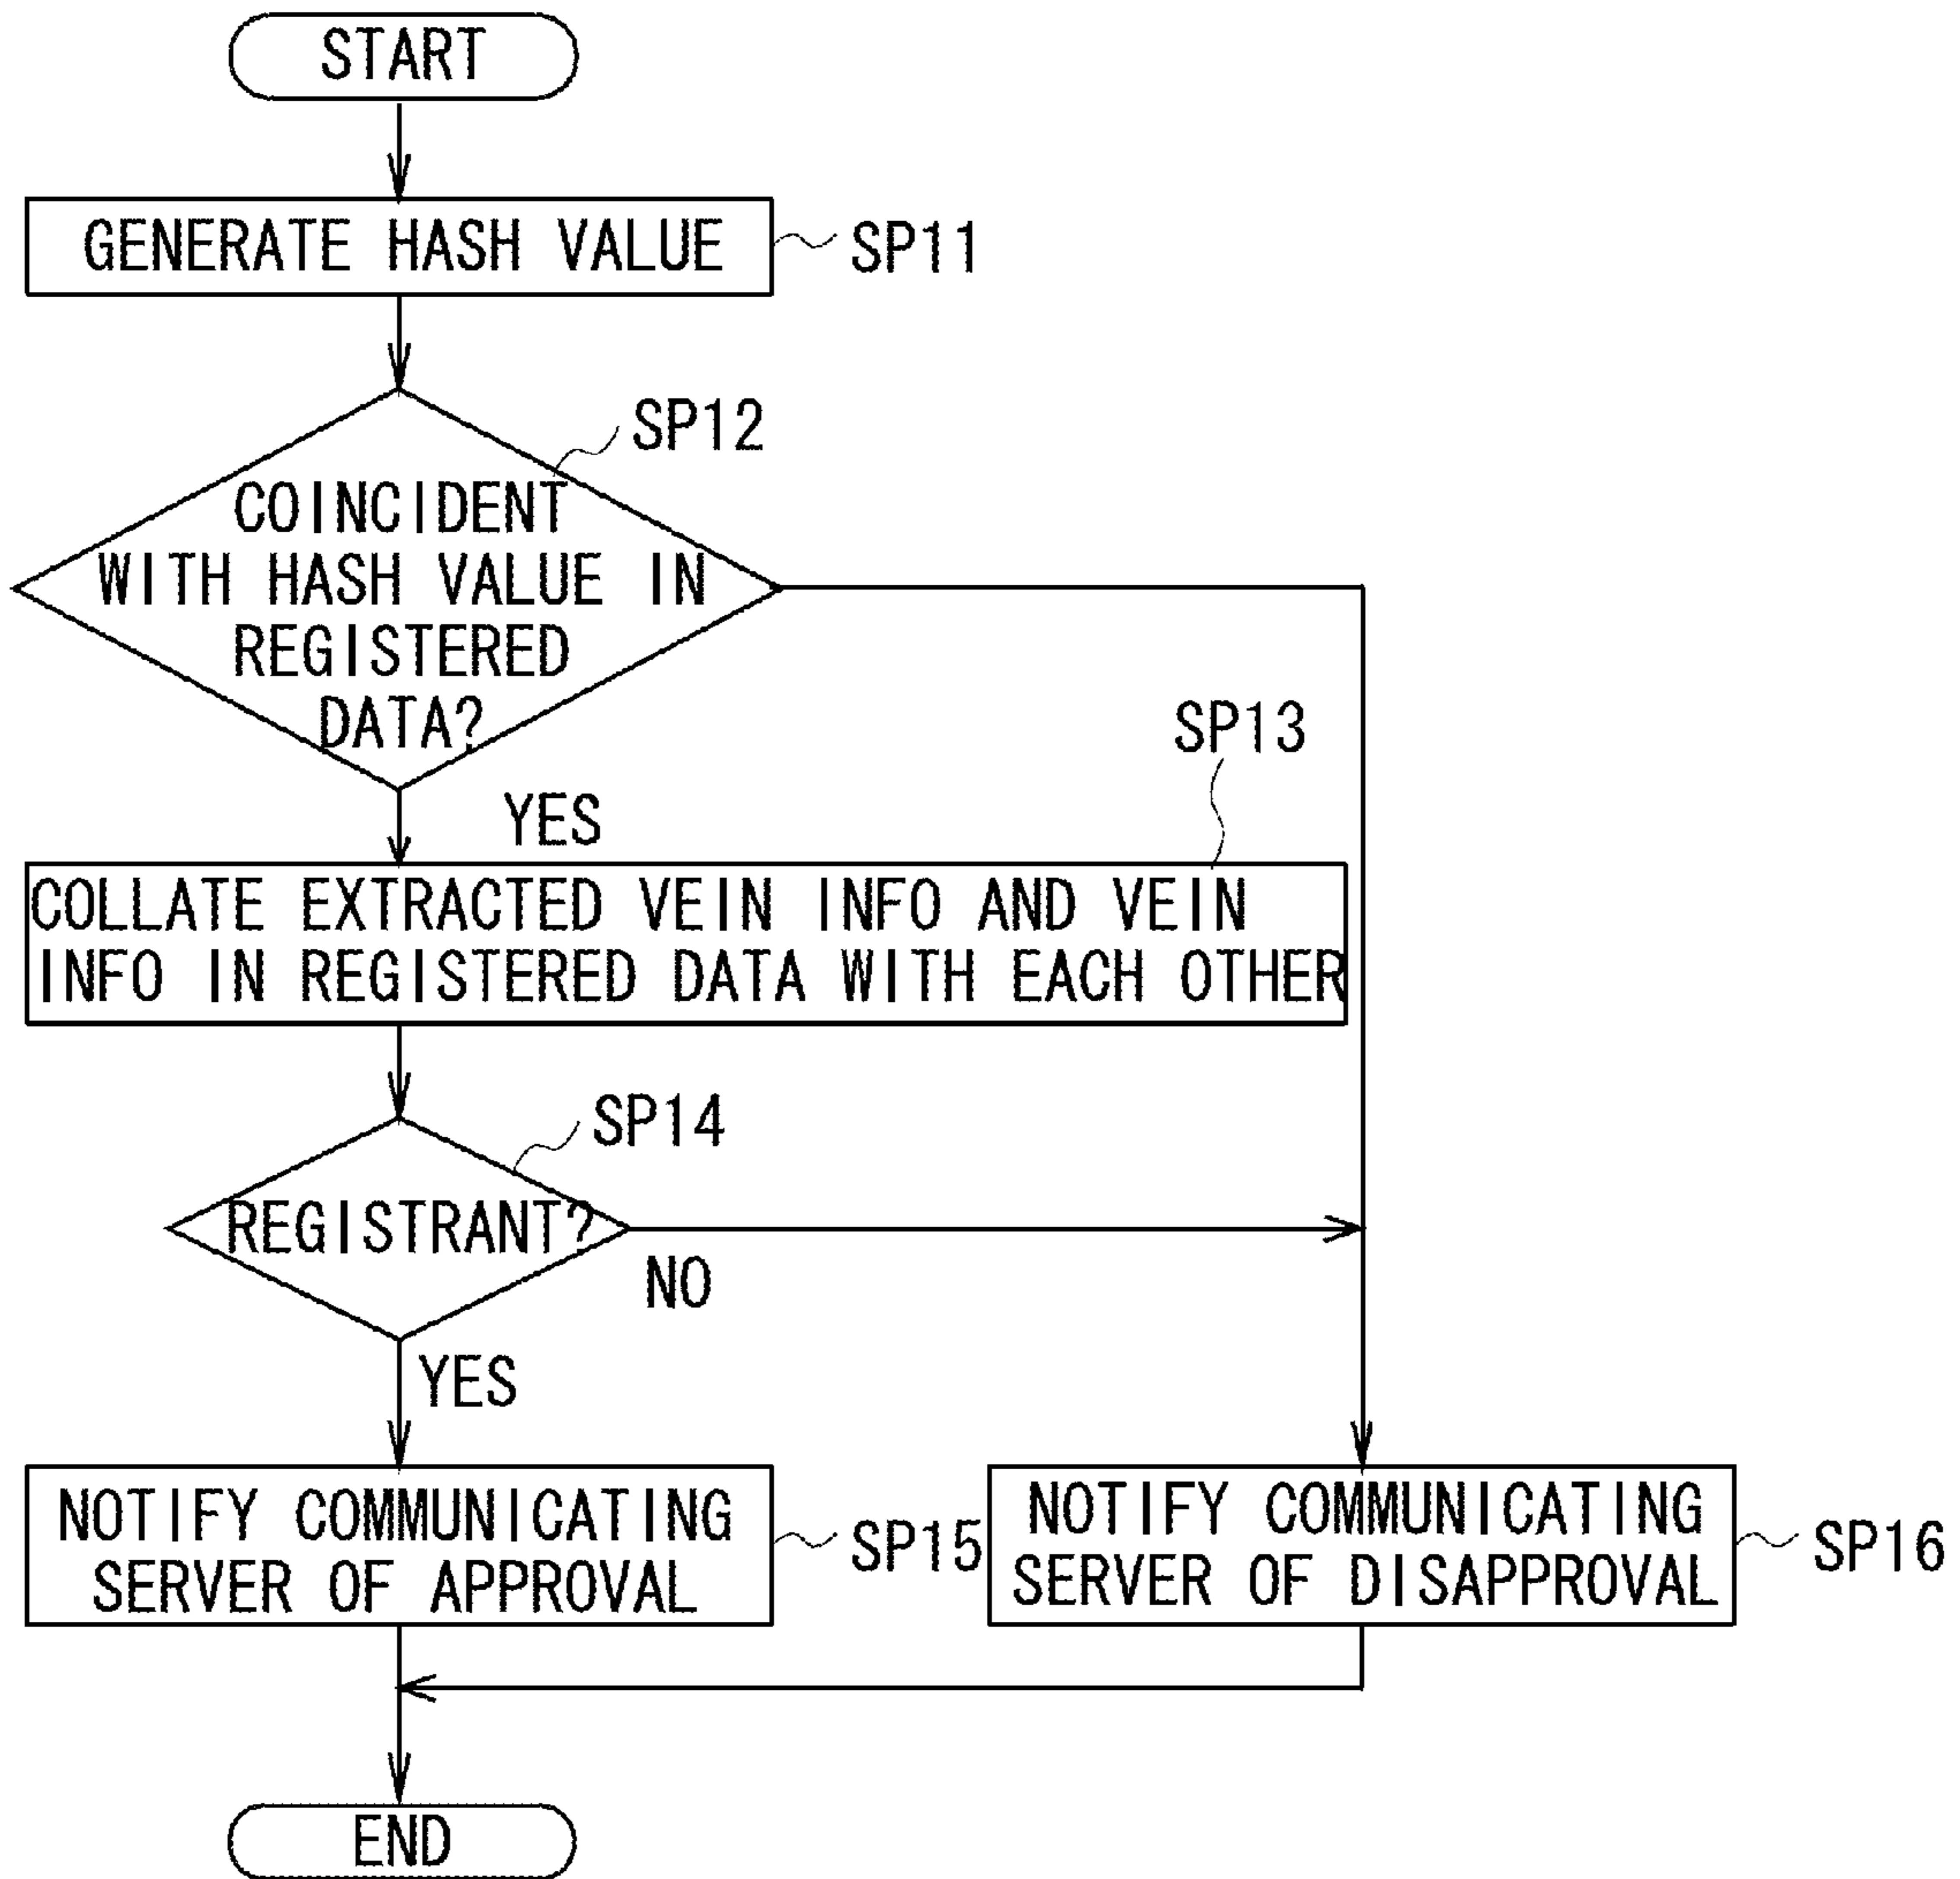 START
GENERATE HASH VALUE
SP11
SP12
COINCIDENT
WITH HASH VALUE IN
REGISTERED
DATA?
YES
SP13
COLLATE EXTRACTED VEIN INFO AND VEIN
INFO IN REGISTERED DATA WITH EACH OTHER
SP14
REGISTRANT?
NO
YES
NOTIFY COMMUNICATING
SERVER OF APPROVAL
SP15
NOTIFY COMMUNICATING
SERVER OF DISAPPROVAL
SP16
END